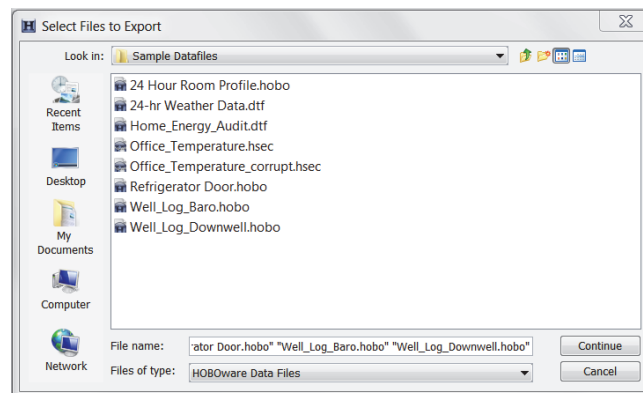 Select Files to Export
Look in: Sample Datafiles
Recent
Items
Desktop
My
Documents
Computer
Network
24 Hour Room Profile.hobo
24-hr Weather Data.dtf
Home_Energy_Audit.dtf
Office_Temperature.hsec
Office_Temperature_corrupt.hsec
Refrigerator Door.hobo
Well_Log_Baro.hobo
Well_Log_Downwell.hobo
File name: ator Door.hobo" "Well_Log_Baro.hobo" "Well_Log_Downwell.hobo" Continue
Files of type: HOBOware Data Files Cancel